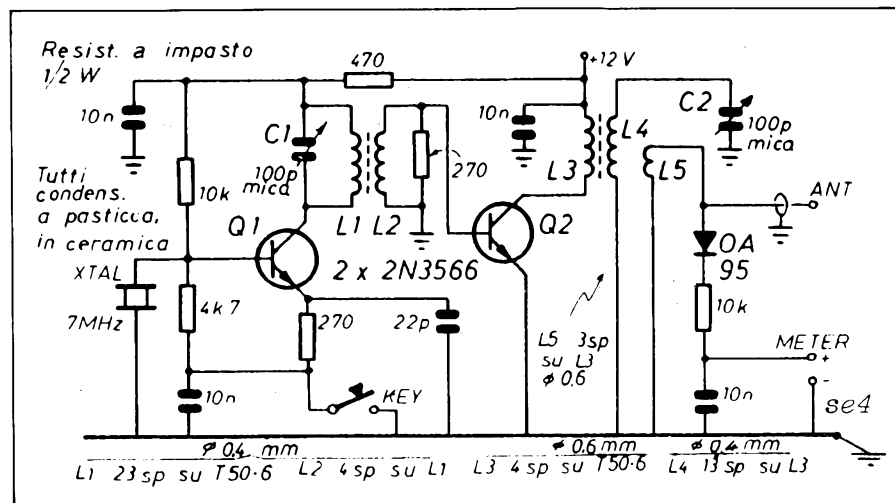 Resist. a impasto
1/2 W
470
+12V
10n
10n
C1
100p
mica
270
L1 L2
L3
L4
L5
C2
100p
mica
Tutti
condens.
a pasticca,
in ceramica
10k
Q1
Q2
2 x 2N3566
ANT
OA
95
XTAL
7MHz
4k7
270
22p
L5 3sp
su L3
ϕ 0.6
10k
METER
+
-
10n
KEY
10n
se4
ϕ 0.4 mm
ϕ 0.6 mm
ϕ 0.4 mm
L1 23 sp su T50.6 L2 4 sp su L1 L3 4 sp su T50.6 L4 13 sp su L3